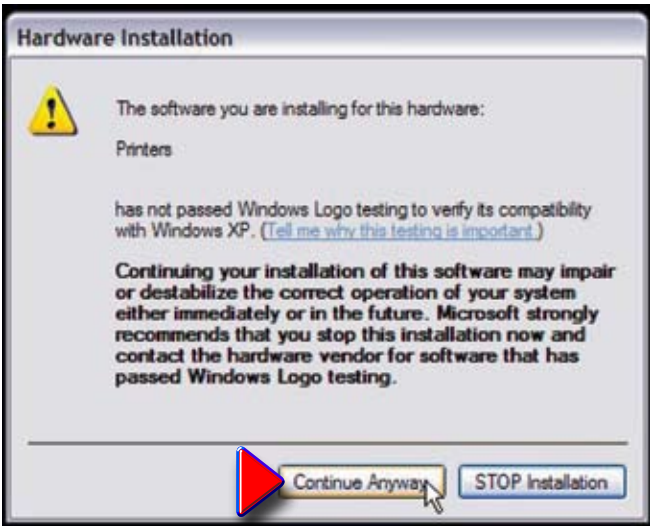 Hardware Installation
The software you are installing for this hardware:
Printers
has not passed Windows Logo testing to verify its compatibility
with Windows XP. (Tell me why this testing is important.)
Continuing your installation of this software may impair
or destabilize the correct operation of your system
either immediately or in the future. Microsoft strongly
recommends that you stop this installation now and
contact the hardware vendor for software that has
passed Windows Logo testing.
Continue Anyway
STOP Installation